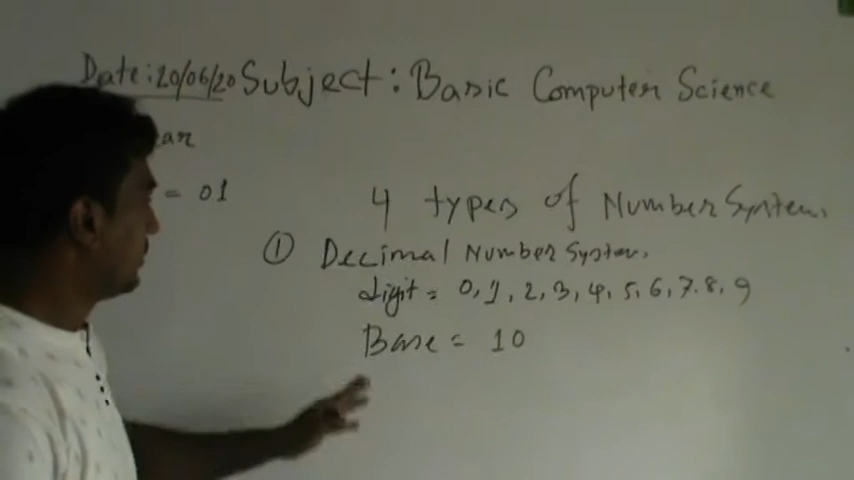 Date: 20/06/20 Subject: Basic Computer Science
= 01
4 types of Number System.
① Decimal Number System.
digit = 0, 1, 2, 3, 4, 5, 6, 7. 8, 9
Base = 10